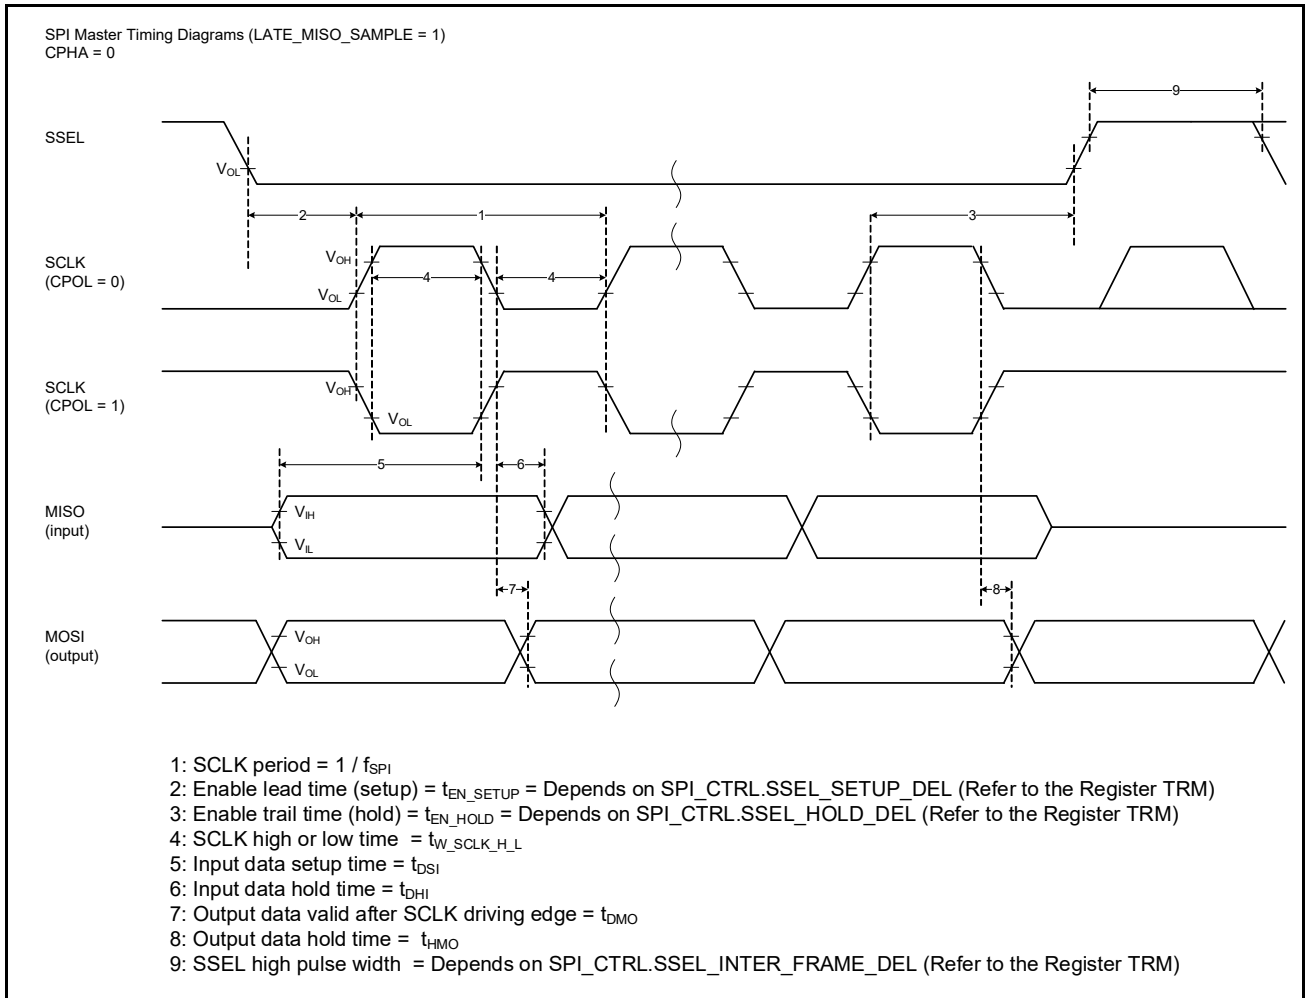 SPI Master Timing Diagrams (LATE_MISO_SAMPLE = 1)
CPHA = 0
9
SSEL
VOL
2
1
3
SCLK
(CPOL = 0)
VOH
4
4
VOL
SCLK
(CPOL = 1)
VOH
VOL
5
6
MISO
(input)
VIH
VIL
7
8
MOSI
(output)
VOH
VOL
1: SCLK period = 1 / fSPI
2: Enable lead time (setup) = tEN_SETUP = Depends on SPI_CTRL.SSEL_SETUP_DEL (Refer to the Register TRM)
3: Enable trail time (hold) = tEN_HOLD = Depends on SPI_CTRL.SSEL_HOLD_DEL (Refer to the Register TRM)
4: SCLK high or low time = tW_SCLK_H_L
5: Input data setup time = tDSI
6: Input data hold time = tDHI
7: Output data valid after SCLK driving edge = tDMO
8: Output data hold time = tHMO
9: SSEL high pulse width = Depends on SPI_CTRL.SSEL_INTER_FRAME_DEL (Refer to the Register TRM)